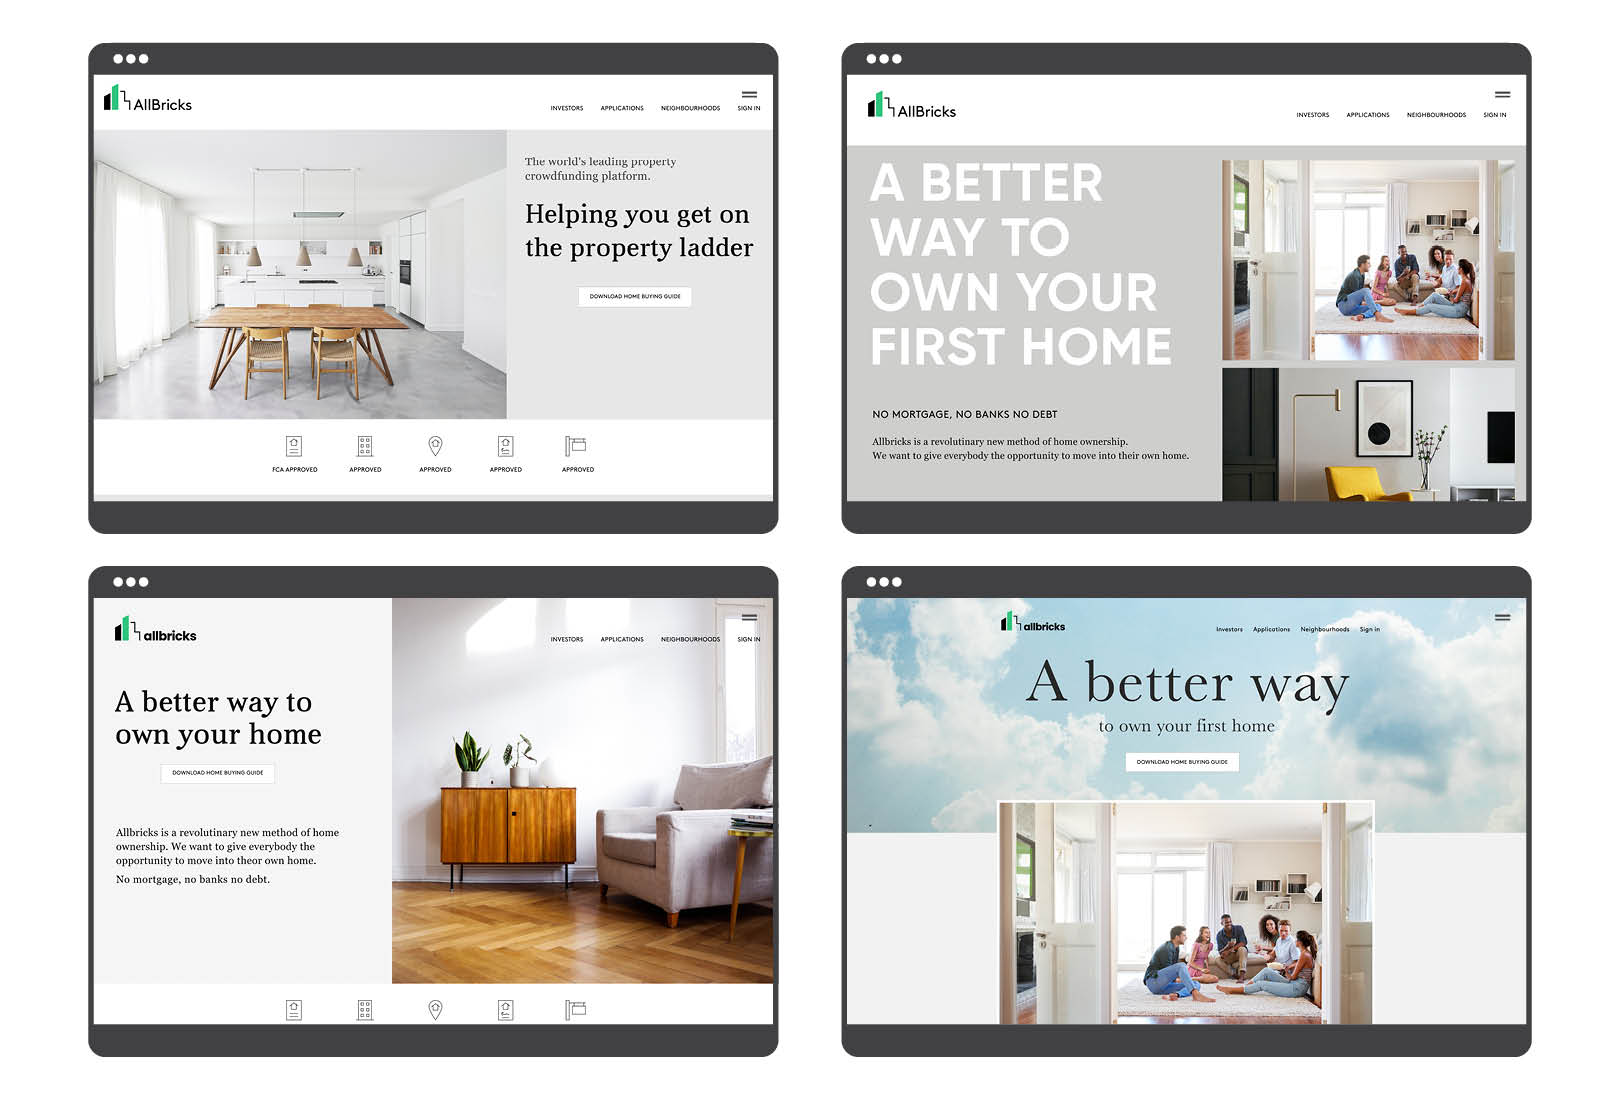 AllBricks
INVESTORS APPLICATIONS NEIGHBOURHOODS SIGN IN
The world's leading property
crowdfunding platform.
Helping you get on
the property ladder
DOWNLOAD HOME BUYING GUIDE
FCA APPROVED APPROVED APPROVED APPROVED APPROVED
AllBricks
INVESTORS APPLICATIONS NEIGHBOURHOODS SIGN IN
A BETTER
WAY TO
OWN YOUR
FIRST HOME
NO MORTGAGE, NO BANKS NO DEBT
Allbricks is a revolutinary new method of home ownership.
We want to give everybody the opportunity to move into their own home.
allbricks
INVESTORS APPLICATIONS NEIGHBOURHOODS SIGN IN
A better way to
own your home
DOWNLOAD HOME BUYING GUIDE
Allbricks is a revolutinary new method of home
ownership. We want to give everybody the
opportunity to move into theor own home.
No mortgage, no banks no debt.
allbricks
Investors Applications Neighbourhoods Sign in
A better way
to own your first home
DOWNLOAD HOME BUYING GUIDE